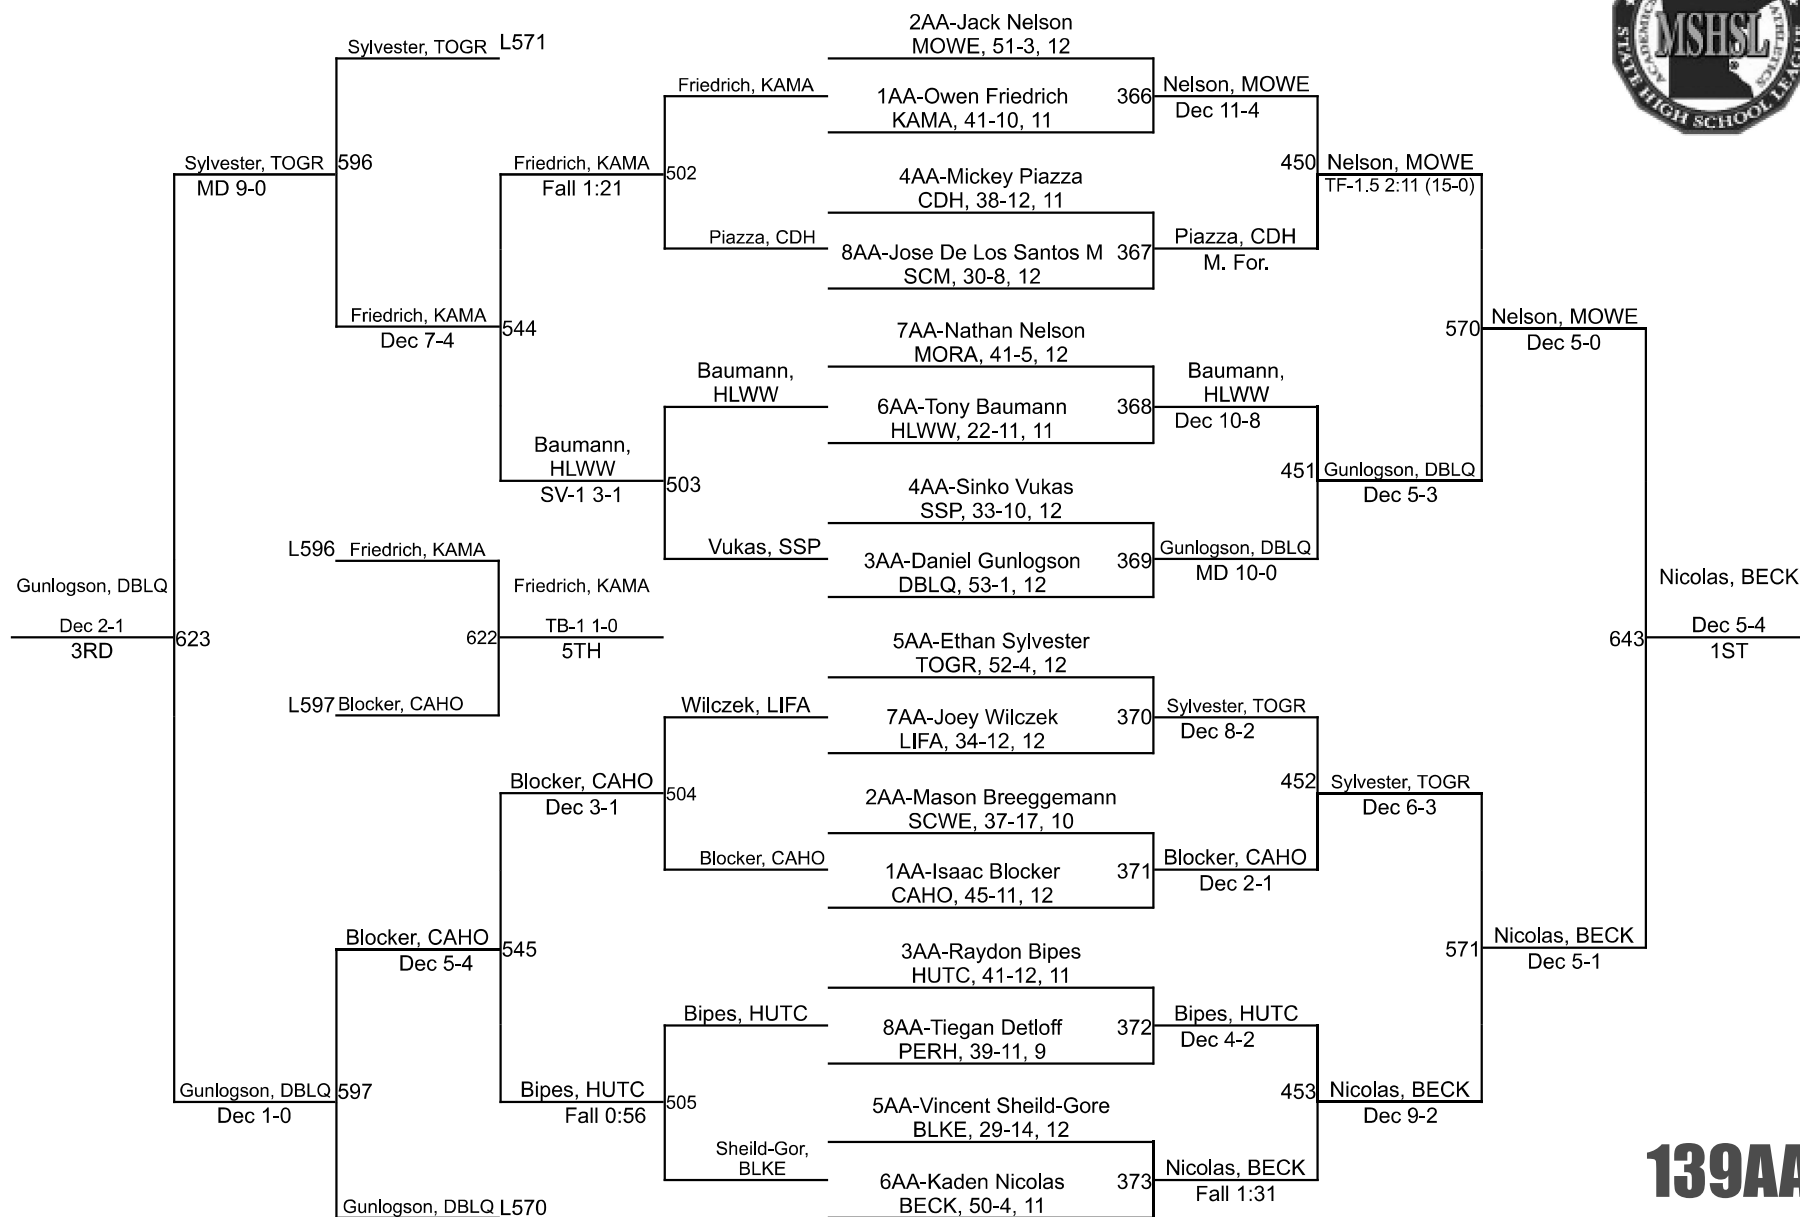 2AA-Jack Nelson
MOWE, 51-3, 12
1AA-Owen Friedrich
KAMA, 41-10, 11
366
4AA-Mickey Piazza
CDH, 38-12, 11
8AA-Jose De Los Santos M
SCM, 30-8, 12
367
7AA-Nathan Nelson
MORA, 41-5, 12
6AA-Tony Baumann
HLWW, 22-11, 11
368
4AA-Sinko Vukas
SSP, 33-10, 12
3AA-Daniel Gunlogson
DBLQ, 53-1, 12
369
5AA-Ethan Sylvester
TOGR, 52-4, 12
7AA-Joey Wilczek
LIFA, 34-12, 12
370
2AA-Mason Breeggemann
SCWE, 37-17, 10
1AA-Isaac Blocker
CAHO, 45-11, 12
371
3AA-Raydon Bipes
HUTC, 41-12, 11
8AA-Tiegan Detloff
PERH, 39-11, 9
372
5AA-Vincent Sheild-Gore
BLKE, 29-14, 12
6AA-Kaden Nicolas
BECK, 50-4, 11
373
Nelson, MOWE
Dec 11-4
450
Piazza, CDH
M. For.
Baumann,
HLWW
Dec 10-8
451
Gunlogson, DBLQ
MD 10-0
Sylvester, TOGR
Dec 8-2
452
Blocker, CAHO
Dec 2-1
Bipes, HUTC
Dec 4-2
453
Nicolas, BECK
Fall 1:31
Nelson, MOWE
TF-1.5 2:11 (15-0)
570
Gunlogson, DBLQ
Dec 5-3
Sylvester, TOGR
Dec 6-3
571
Nicolas, BECK
Dec 9-2
Nelson, MOWE
Dec 5-0
643
Nicolas, BECK
Dec 5-1
Nicolas, BECK
Dec 5-4
1ST
Friedrich, KAMA
502
Piazza, CDH
Baumann,
HLWW
503
Vukas, SSP
Wilczek, LIFA
504
Blocker, CAHO
Bipes, HUTC
505
Sheild-Gor,
BLKE
Friedrich, KAMA
Fall 1:21
544
Baumann,
HLWW
SV-1 3-1
Blocker, CAHO
Dec 3-1
545
Bipes, HUTC
Fall 0:56
Sylvester, TOGR L571
596
Friedrich, KAMA
Dec 7-4
L596 Friedrich, KAMA
622
L597 Blocker, CAHO
Friedrich, KAMA
TB-1 1-0
5TH
Blocker, CAHO
Dec 5-4
597
Gunlogson, DBLQ L570
Sylvester, TOGR
MD 9-0
623
Gunlogson, DBLQ
Dec 1-0
Gunlogson, DBLQ
Dec 2-1
3RD
MSHSL
ACADEMICS
ATHLETICS
STATE HIGH SCHOOL LEAGUE
139AA